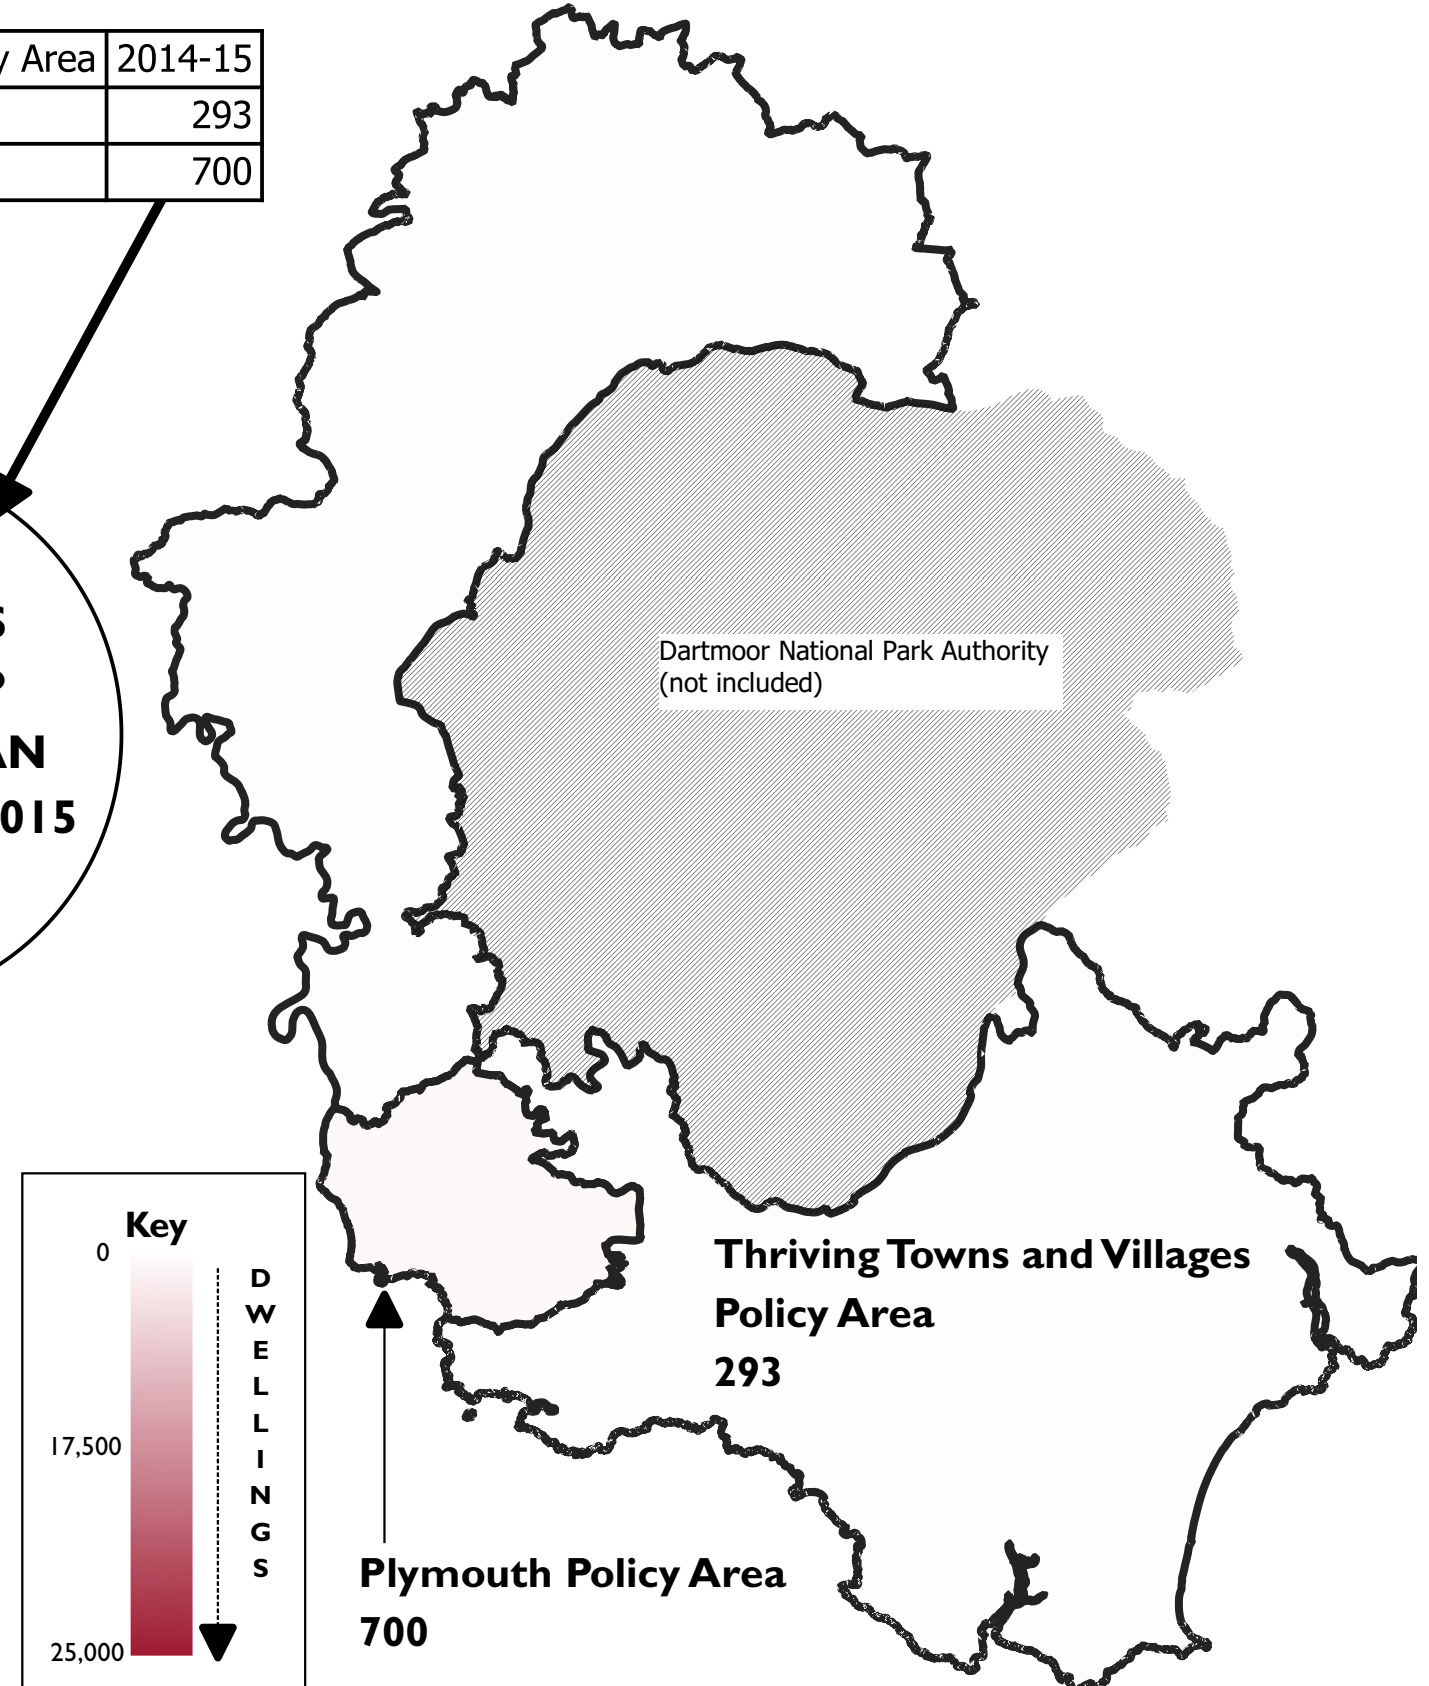 Area 2014-15
293
700
015
Dartmoor National Park Authority
(not included)
Thriving Towns and Villages
Policy Area
293
Plymouth Policy Area
700
Key
0
17,500
25,000
D
W
E
L
L
I
N
G
S